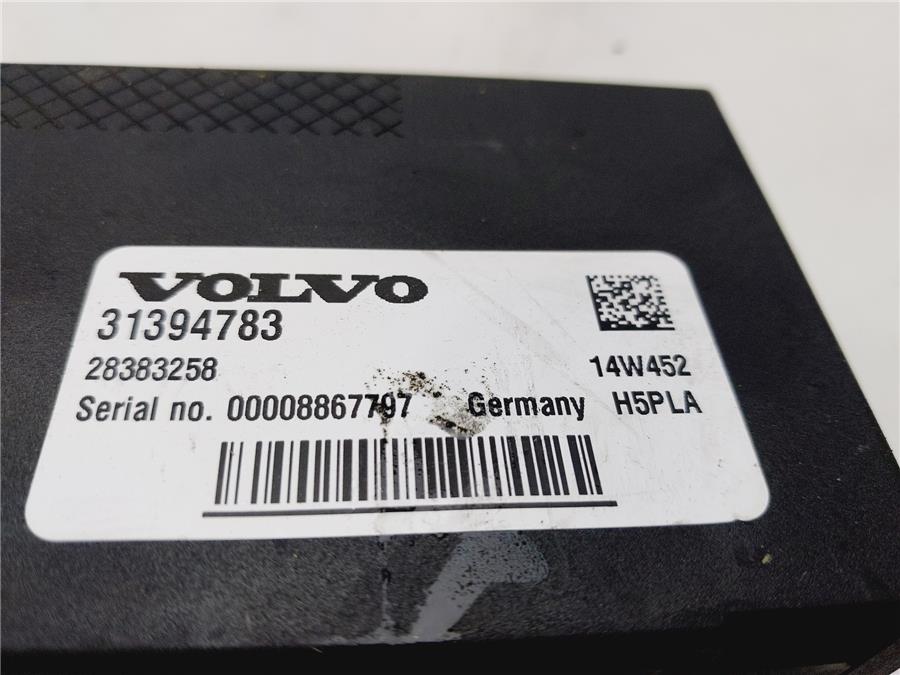 VOLVO
31394783
28383258
14W452
Serial no. 00008867797
Germany
H5PLA